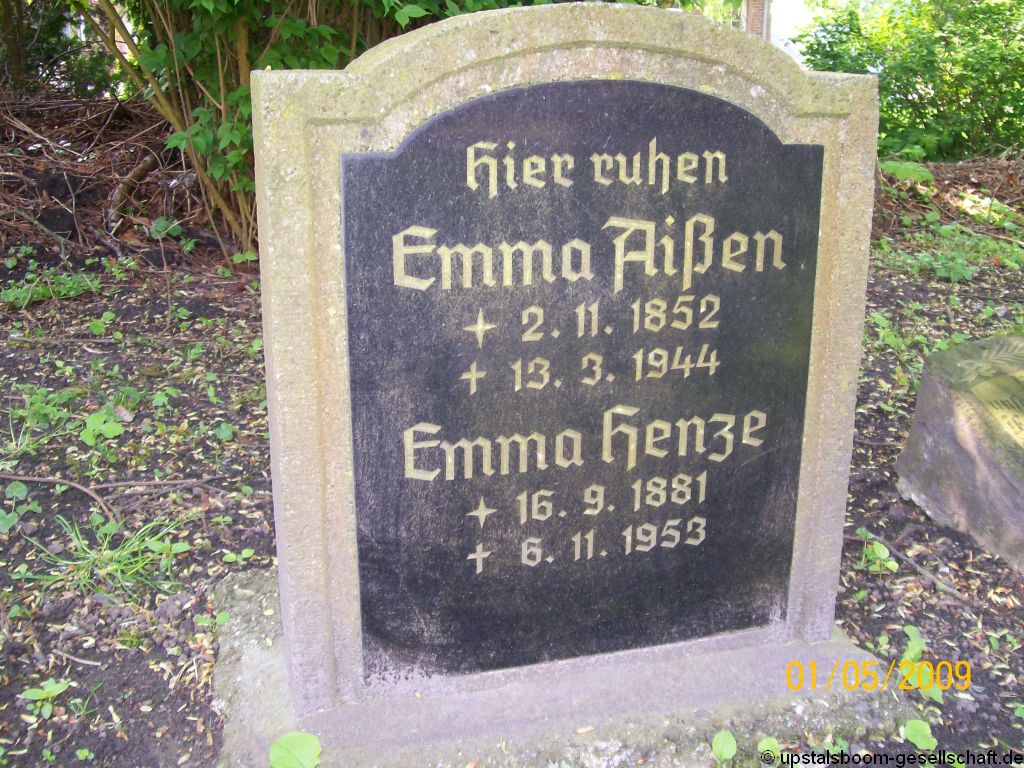 Hier ruhen
Emma Aißen
✦ 2. 11. 1852
✝ 13. 3. 1944
Emma Henze
✦ 16. 9. 1881
✝ 6. 11. 1953
01/05/2009
© upstalsboom-gesellschaft.de